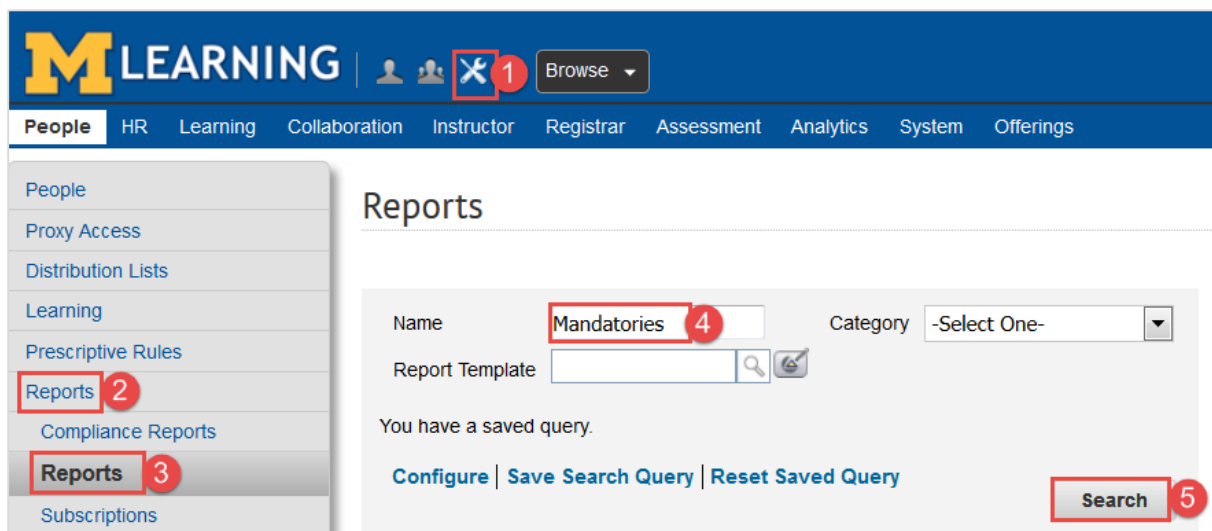 M LEARNING 1 Browse
People HR Learning Collaboration Instructor Registrar Assessment Analytics System Offerings
People
Proxy Access
Distribution Lists
Learning
Prescriptive Rules
Reports 2
Compliance Reports
Reports 3
Subscriptions
Reports
Name Mandatories 4 Category -Select One-
Report Template
You have a saved query.
Configure | Save Search Query | Reset Saved Query
Search 5